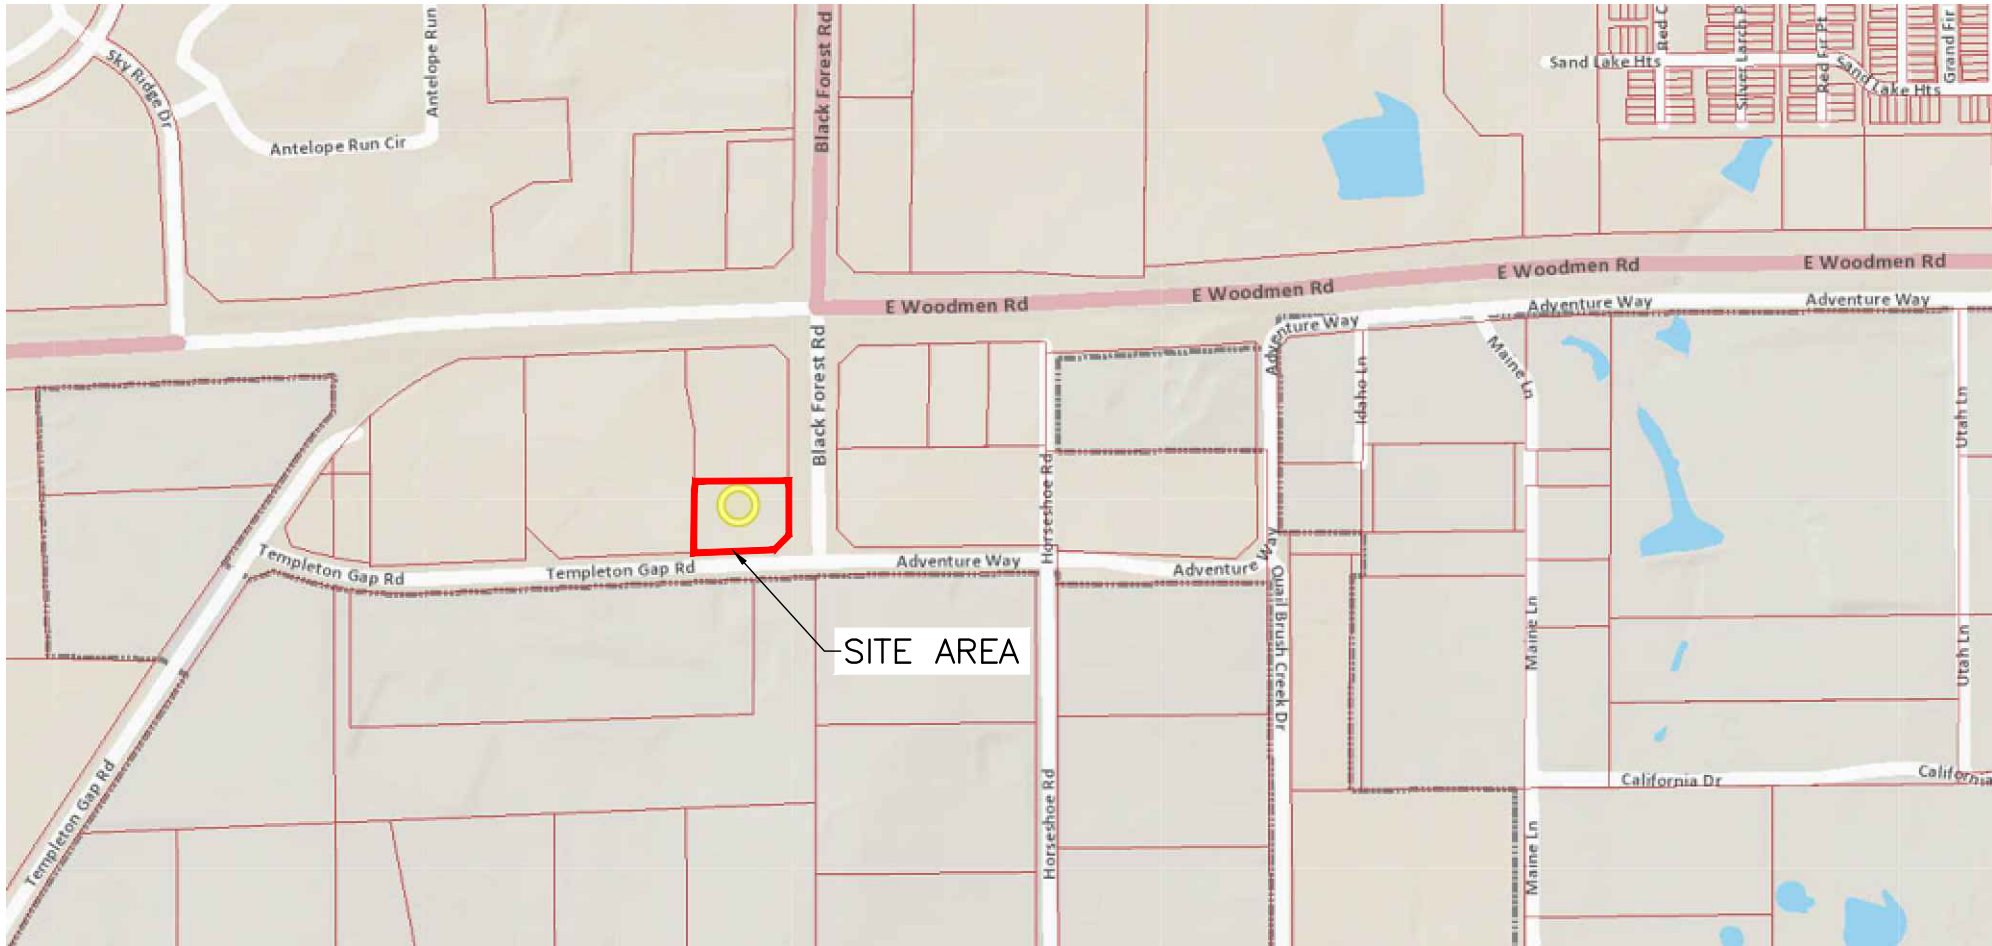 Sky Ridge Dr
Antelope Run
Antelope Run Cir
Black Forest Rd
Sand Lake Hts
Silver Larch P
Red Fir Pt
Sand Lake Hts
Grand Fir
E Woodmen Rd
E Woodmen Rd
E Woodmen Rd
E Woodmen Rd
Adventure Way
Adventure Way
Adventure Way
Black Forest Rd
Idaho Ln
Maine Ln
Utah Ln
Horseshoe Rd
Templeton Gap Rd
Templeton Gap Rd
Adventure Way
Adventure Way
SITE AREA
Quail Brush Creek Dr
Maine Ln
Utah Ln
Templeton Gap Rd
Horseshoe Rd
California Dr
California
Maine Ln